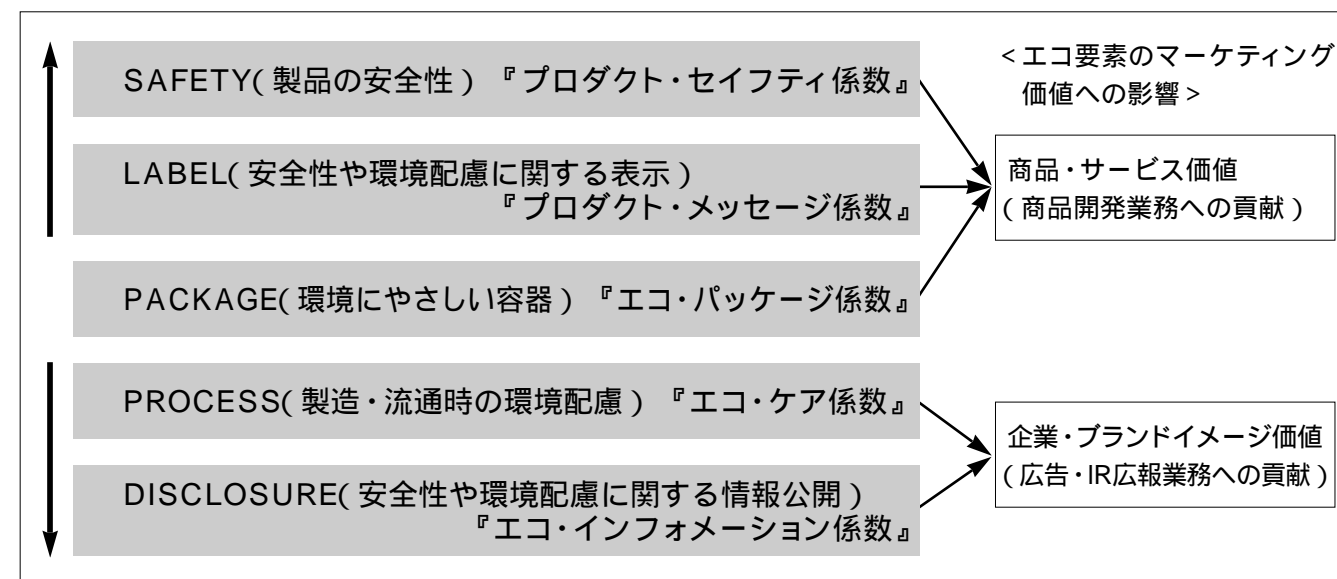 SAFETY(製品の安全性)『プロダクト・セイフティ係数』
LABEL(安全性や環境配慮に関する表示)
『プロダクト・メッセージ係数』
PACKAGE(環境にやさしい容器)『エコ・パッケージ係数』
PROCESS(製造・流通時の環境配慮)『エコ・ケア係数』
DISCLOSURE(安全性や環境配慮に関する情報公開)
『エコ・インフォメーション係数』
<エコ要素のマーケティング
価値への影響>
商品・サービス価値
(商品開発業務への貢献)
企業・ブランドイメージ価値
(広告・IR広報業務への貢献)